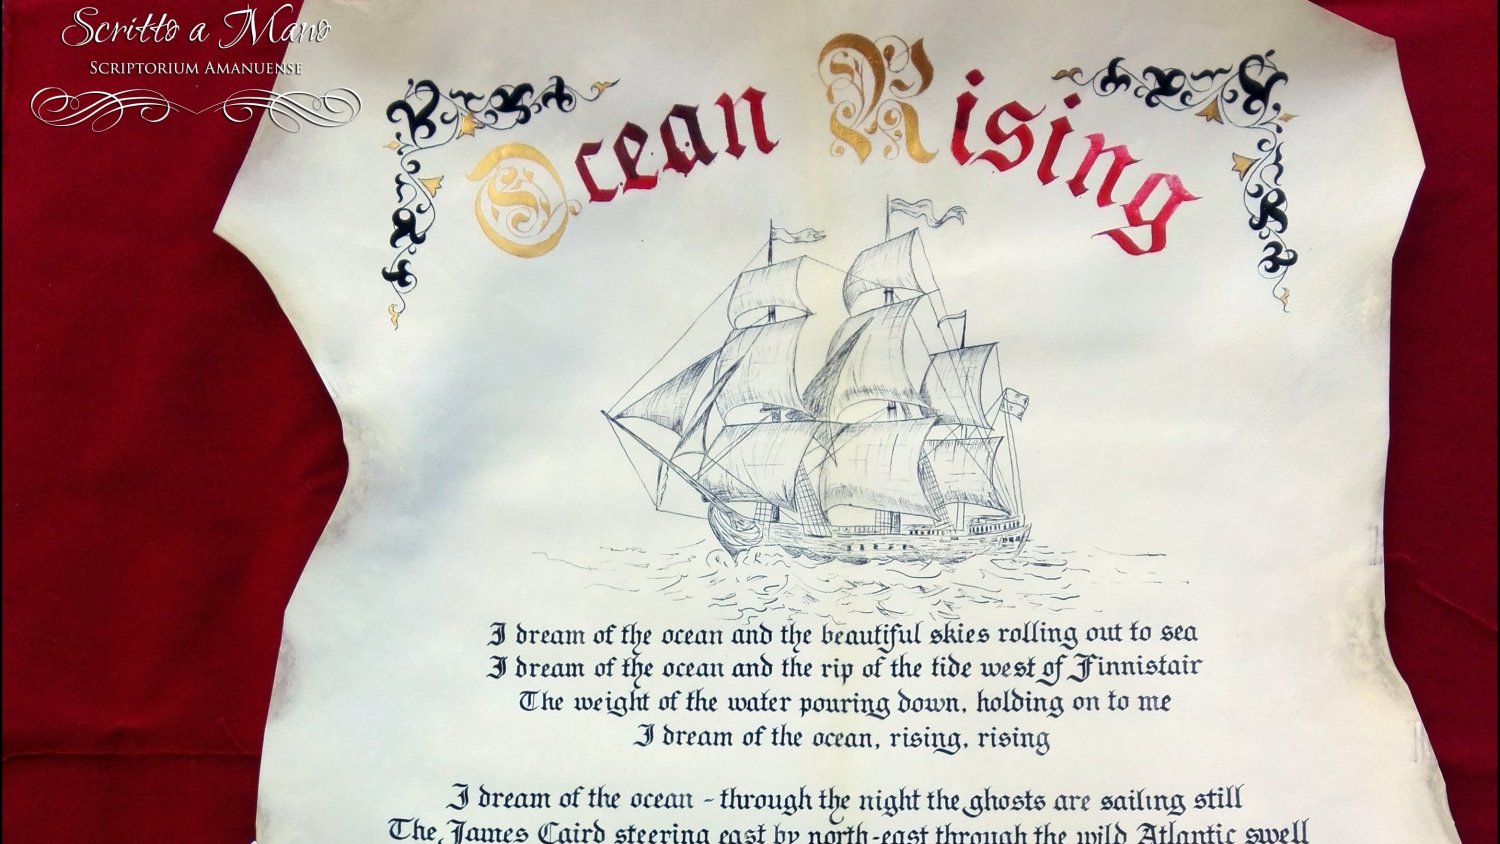 Scritto a Mano
Scriptorium Amanuense
Ocean Rising
I dream of the ocean and the beautiful skies rolling out to sea
I dream of the ocean and the rip of the tide west of Finnistair
The weight of the water pouring down, holding on to me
I dream of the ocean, rising, rising
I dream of the ocean - through the night the ghosts are sailing still
The James Caird steering east by north-east through the wild Atlantic swell